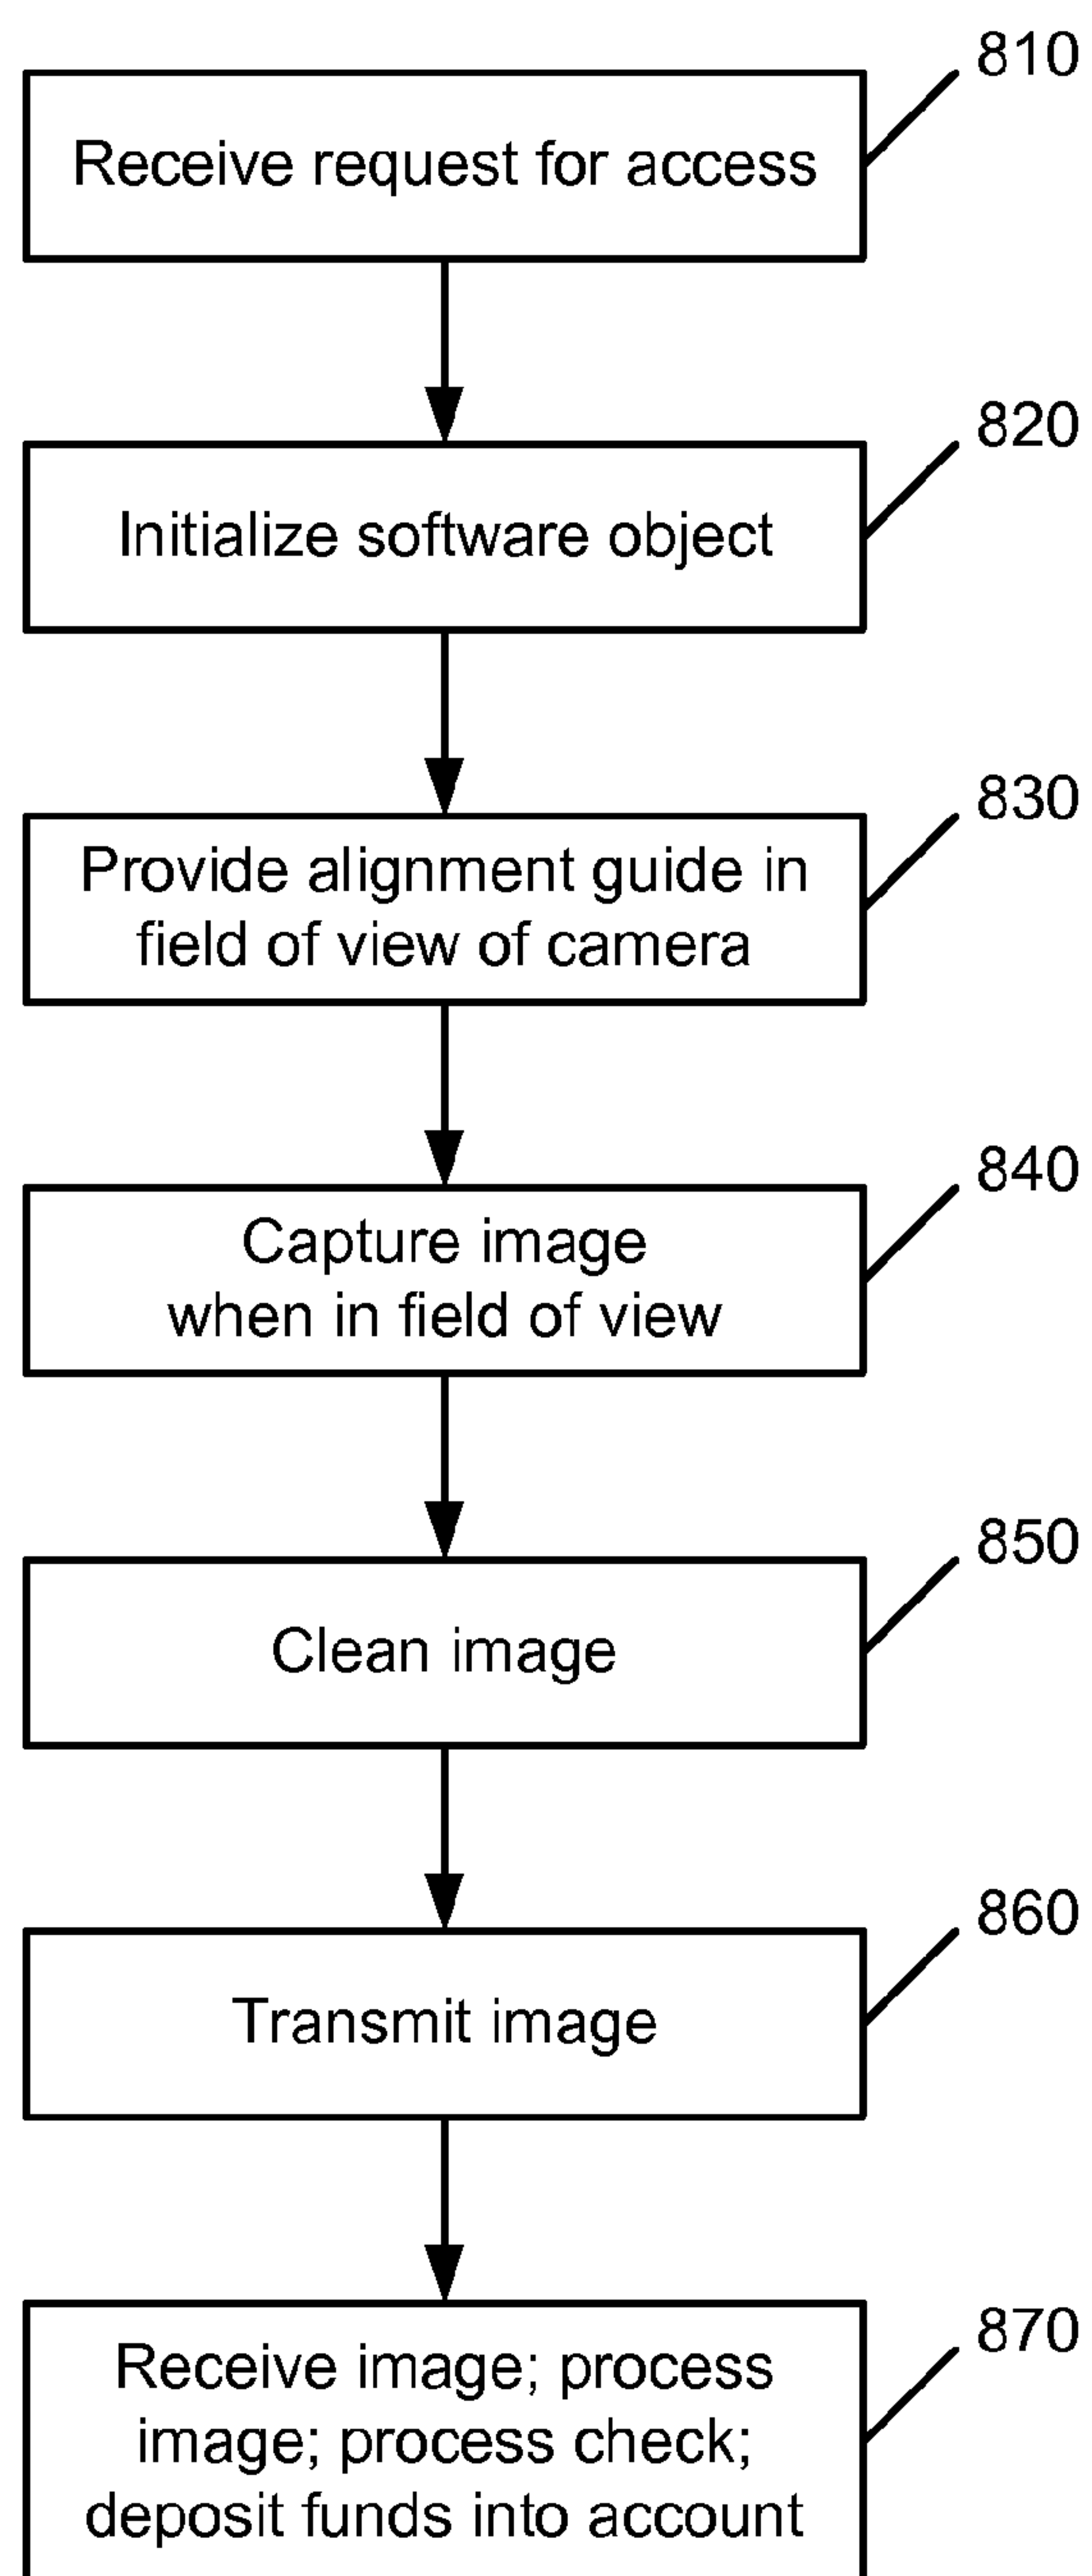 810
Receive request for access
820
Initialize software object
830
Provide alignment guide in
field of view of camera
840
Capture image
when in field of view
850
Clean image
860
Transmit image
870
Receive image; process
image; process check;
deposit funds into account